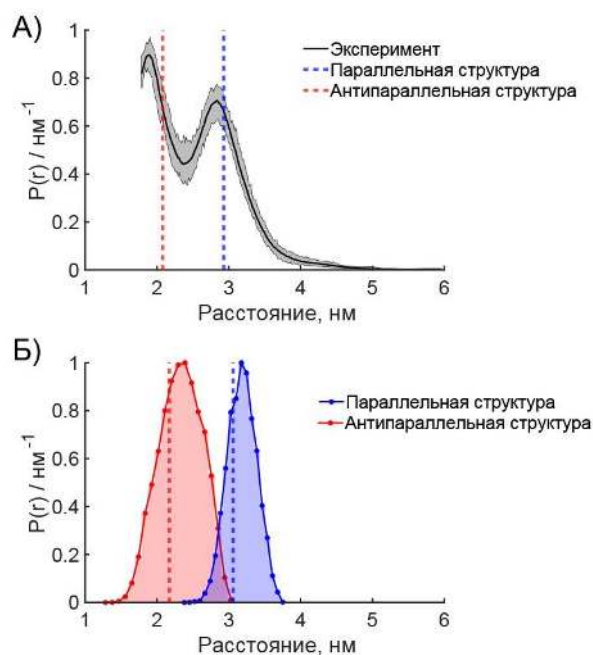 А)
P(r) / нм⁻¹
1
0.8
0.6
0.4
0.2
0
Эксперимент
Параллельная структура
Антипараллельная структура
1 2 3 4 5 6
Расстояние, нм
Б)
P(r) / нм⁻¹
1
0.8
0.6
0.4
0.2
0
Параллельная структура
Антипараллельная структура
1 2 3 4 5 6
Расстояние, нм